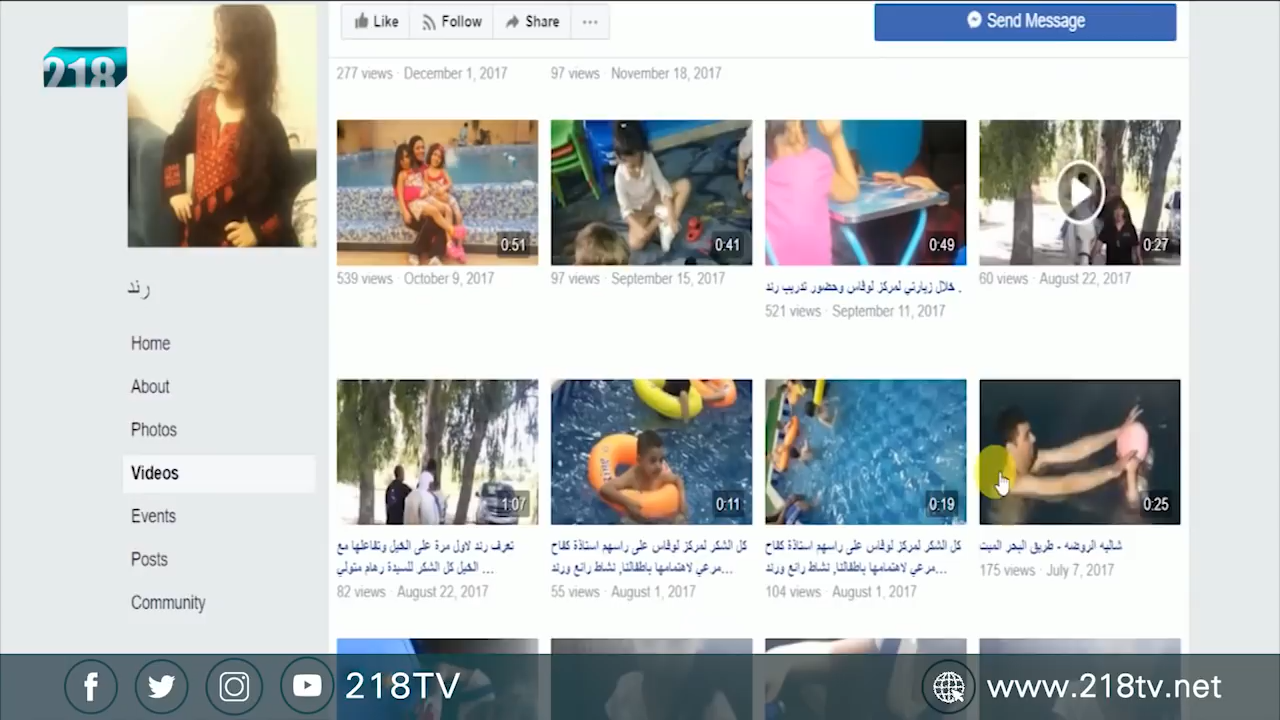 Like
Follow
Share
Send Message
218
277 views · December 1, 2017
97 views · November 18, 2017
0:51
0:41
0:49
0:27
539 views · October 9, 2017
97 views · September 15, 2017
خلال زيارتي لمركز لوفاس وحضور تدريب رند .
521 views · September 11, 2017
60 views · August 22, 2017
رند
Home
About
Photos
Videos
Events
Posts
Community
1:07
0:11
0:19
0:25
تعرف رند لاول مرة على الخيل وتفاعلها مع
الخيل كل الشكر للسيدة رهام متولي ...
82 views · August 22, 2017
كل الشكر لمركز لوفاس على راسهم استاذة كفاح
مرعي لاهتمامها باطفالنا, نشاط رائع ورند...
55 views · August 1, 2017
كل الشكر لمركز لوفاس على راسهم استاذة كفاح
مرعي لاهتمامها باطفالنا, نشاط رائع ورند...
104 views · August 1, 2017
شاليه الروضه - طريق البحر الميت
175 views · July 7, 2017
218TV
www.218tv.net